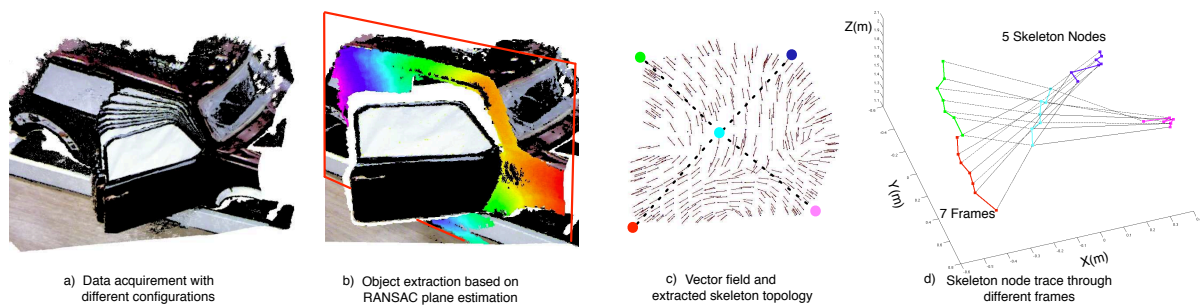 Z(m)
5 Skeleton Nodes
7 Frames
Y(m)
X(m)
a) Data acquirement with
different configurations
b) Object extraction based on
RANSAC plane estimation
c) Vector field and
extracted skeleton topology
d) Skeleton node trace through
different frames